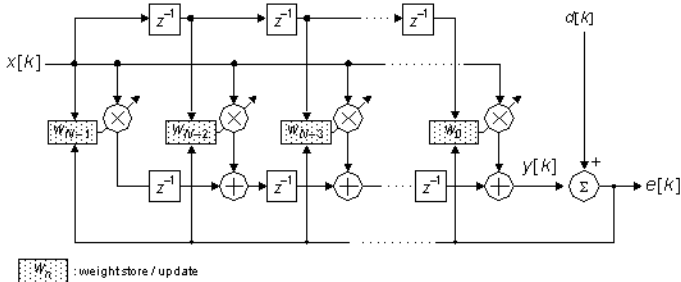 z⁻¹ z⁻¹ z⁻¹ d[k]
x[k]
W_{N-1} W_{N-2} W_{N-3} W_0
+
z⁻¹ z⁻¹ z⁻¹ y[k] Σ e[k]
W_n : weight store / update